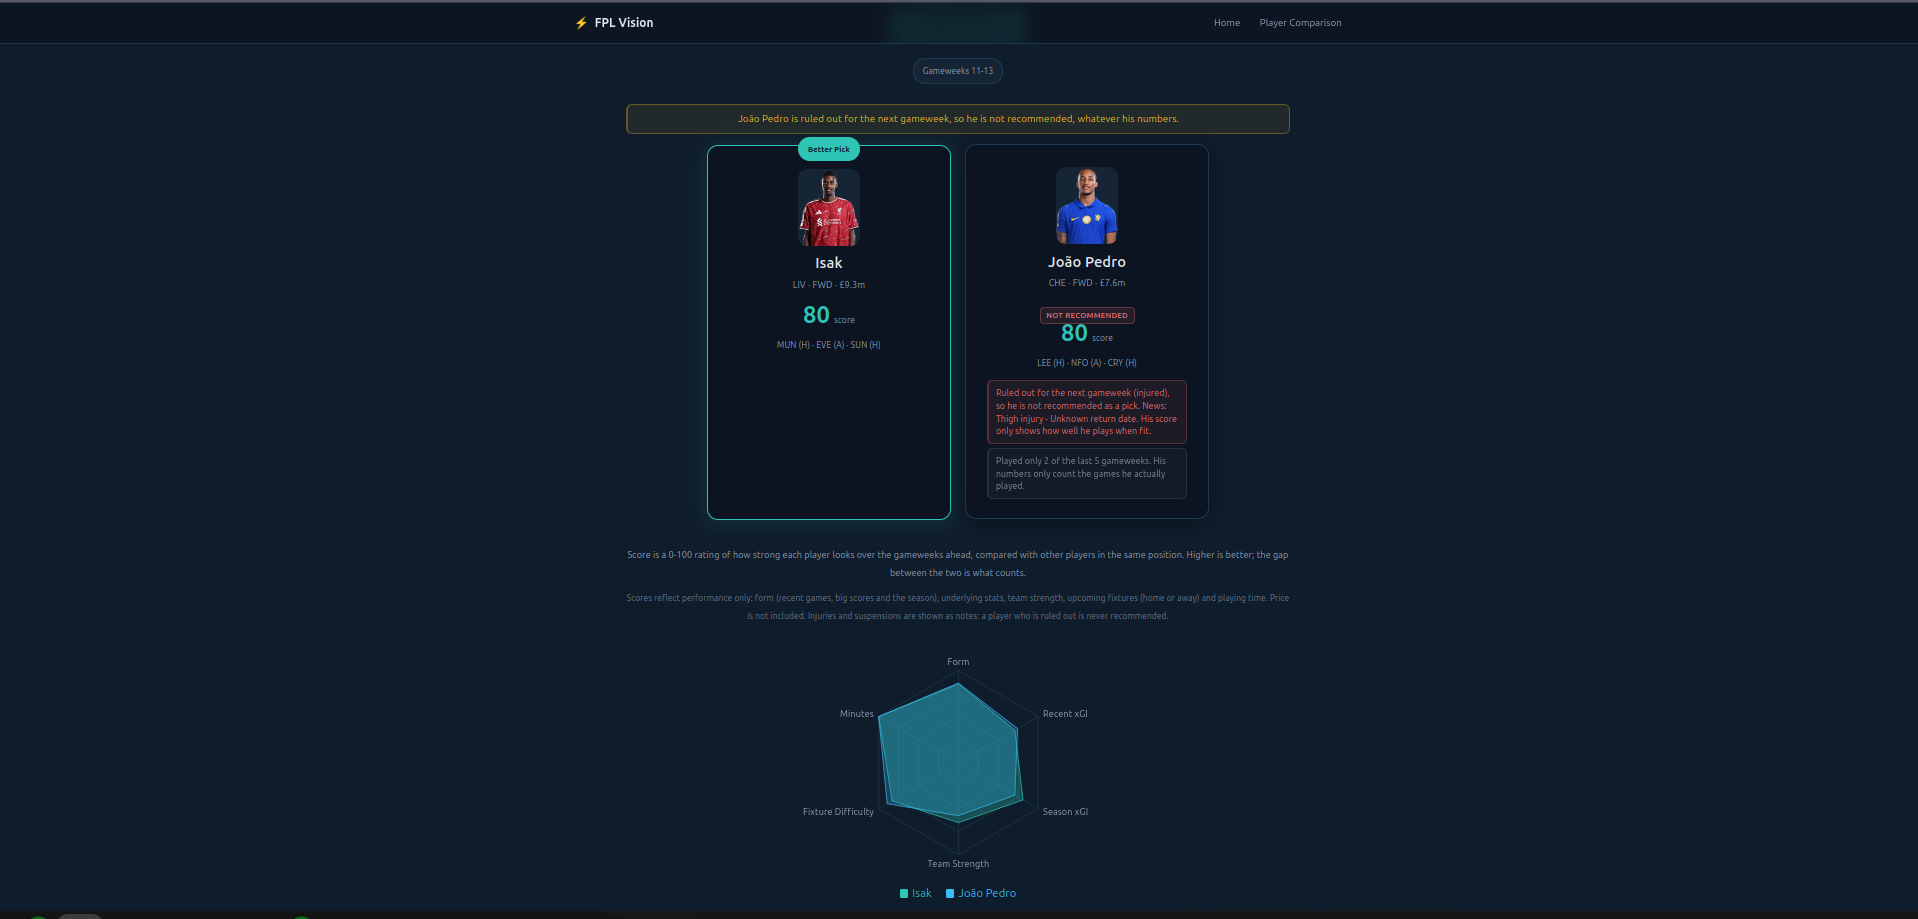 ⚡ FPL Vision
Home Player Comparison
Gameweeks 11-13
João Pedro is ruled out for the next gameweek, so he is not recommended, whatever his numbers.
Better Pick
Isak
LIV · FWD · £9.3m
80 score
MUN (H) · EVE (A) · SUN (H)
João Pedro
CHE · FWD · £7.6m
NOT RECOMMENDED
80 score
LEE (H) · NFO (A) · CRY (H)
Ruled out for the next gameweek (injured),
so he is not recommended as a pick. News:
Thigh injury - Unknown return date. His score
only shows how well he plays when fit.
Played only 2 of the last 5 gameweeks. His
numbers only count the games he actually
played.
Score is a 0-100 rating of how strong each player looks over the gameweeks ahead, compared with other players in the same position. Higher is better; the gap
between the two is what counts.
Scores reflect performance only: form (recent games, big scores and the season), underlying stats, team strength, upcoming fixtures (home or away) and playing time. Price
is not included. Injuries and suspensions are shown as notes: a player who is ruled out is never recommended.
Form
Minutes
Recent xGI
Fixture Difficulty
Season xGI
Team Strength
Isak João Pedro